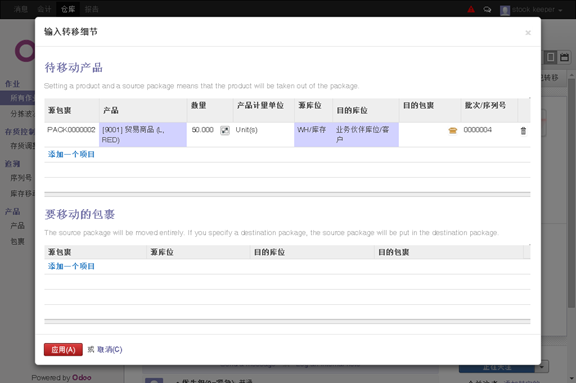 消息 会计 仓库 报告 stock keeper
输入转移细节 ×
待移动产品
Setting a product and a source package means that the product will be taken out of the package.
源包裹 产品 数量 产品计量单位 源库位 目的库位 目的包裹 批次/序列号
PACK0000002 [9001] 贸易商品 (L, RED) 50.000 Unit(s) WH/库存 业务伙伴库位/客户 0000004
添加一个项目
要移动的包裹
The source package will be moved entirely. If you specify a destination package, the source package will be put in the destination package.
源包裹 源库位 目的库位 目的包裹
添加一个项目
应用(A) 或 取消(C)
作业
所有作业
存货控制
存货调整
追溯
序列号
库存移动
产品
产品
包裹
Powered by Odoo